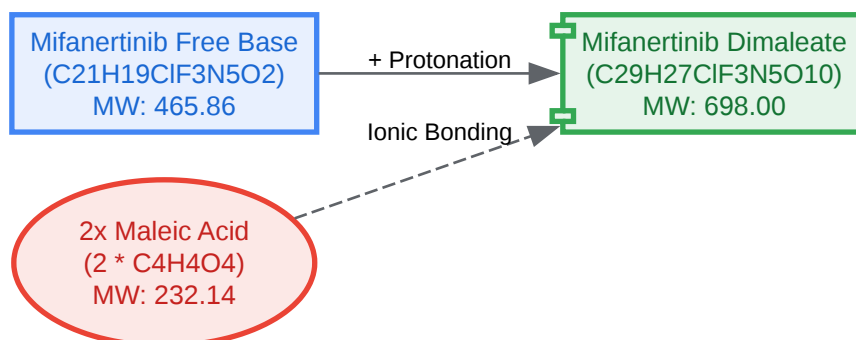 Mifanertinib Free Base
(C21H19ClF3N5O2)
MW: 465.86
+ Protonation
Mifanertinib Dimaleate
(C29H27ClF3N5O10)
MW: 698.00
Ionic Bonding
2x Maleic Acid
(2 * C4H4O4)
MW: 232.14